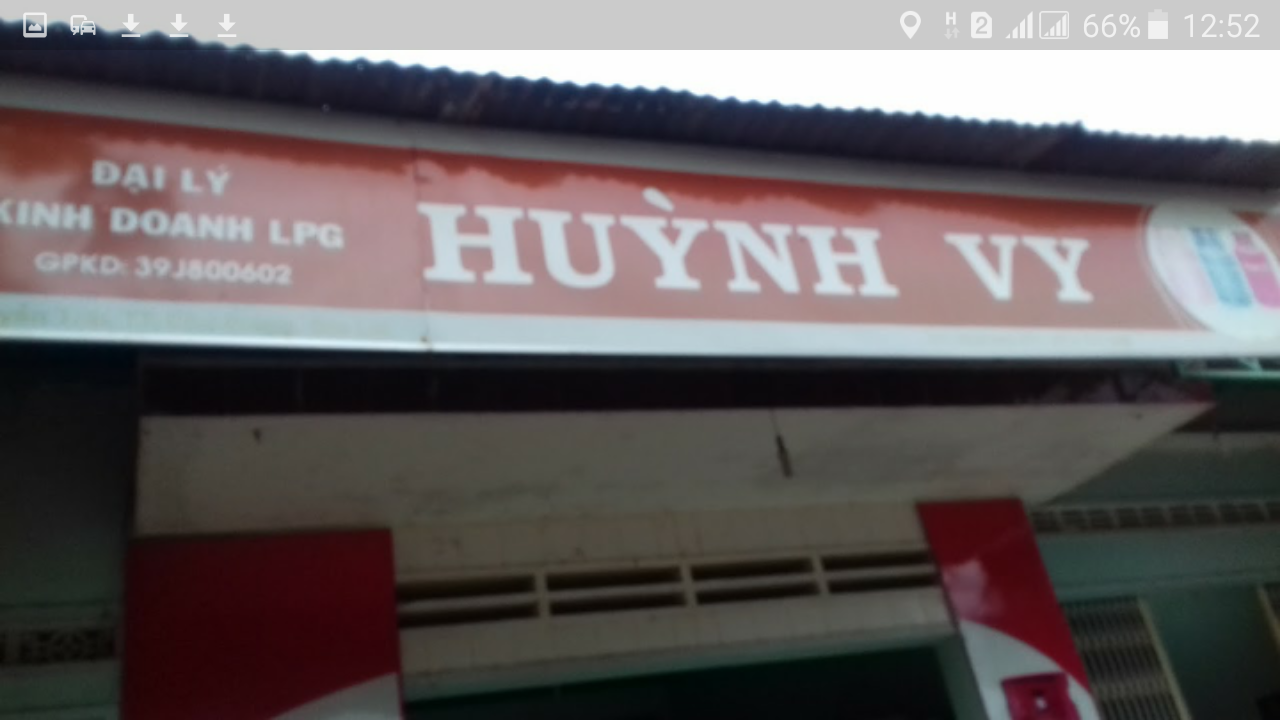 66% 12:52
ĐẠI LÝ
KINH DOANH LPG
GPKD: 39J800602
HUỲNH VY